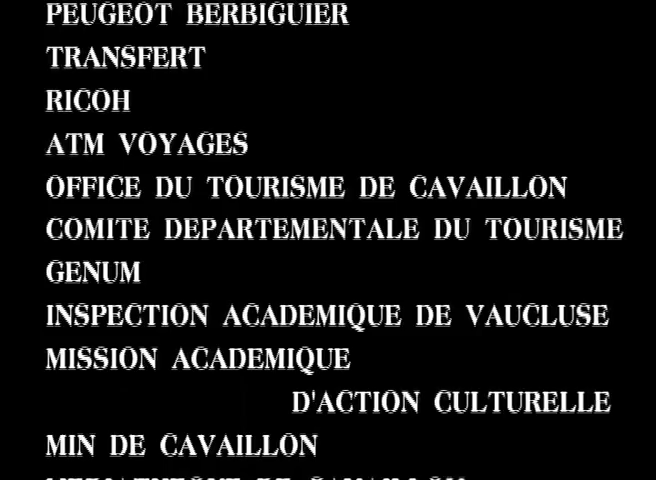 PEUGEOT BERBIGUIER
TRANSFERT
RICOH
ATM VOYAGES
OFFICE DU TOURISME DE CAVAILLON
COMITE DEPARTEMENTALE DU TOURISME
GENUM
INSPECTION ACADEMIQUE DE VAUCLUSE
MISSION ACADEMIQUE
D'ACTION CULTURELLE
MIN DE CAVAILLON